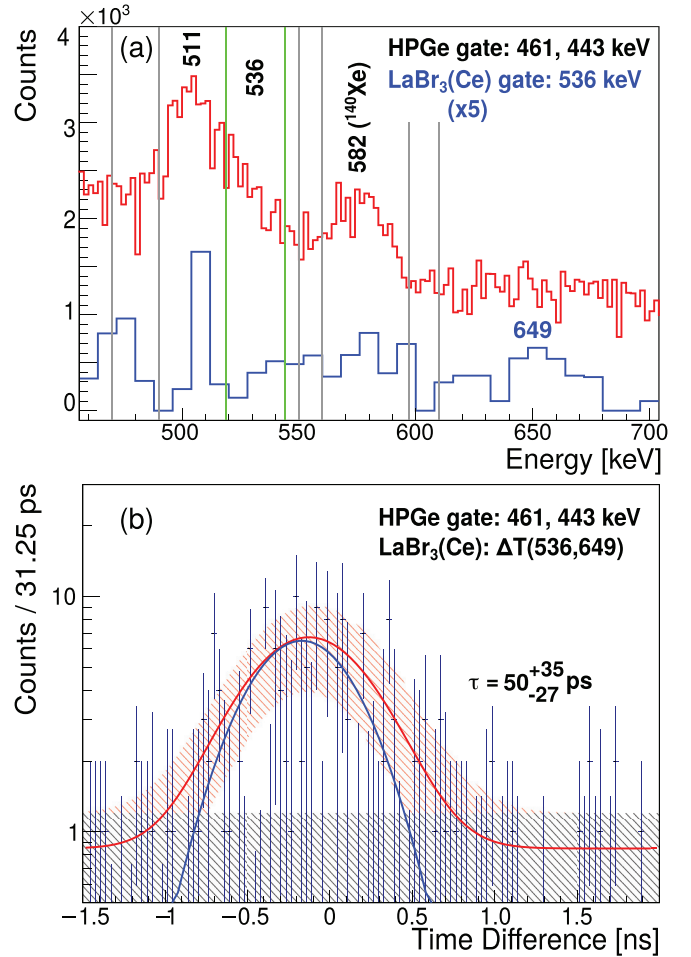 ×10³
(a)
511
536
582 (¹⁴⁰Xe)
HPGe gate: 461, 443 keV
LaBr₃(Ce) gate: 536 keV
(x5)
649
Counts
4
3
2
1
0
500 550 600 650 700
Energy [keV]
(b)
HPGe gate: 461, 443 keV
LaBr₃(Ce): ΔT(536,649)
τ = 50 +35 −27 ps
Counts / 31.25 ps
10
1
−1.5 −1 −0.5 0 0.5 1.0 1.5
Time Difference [ns]